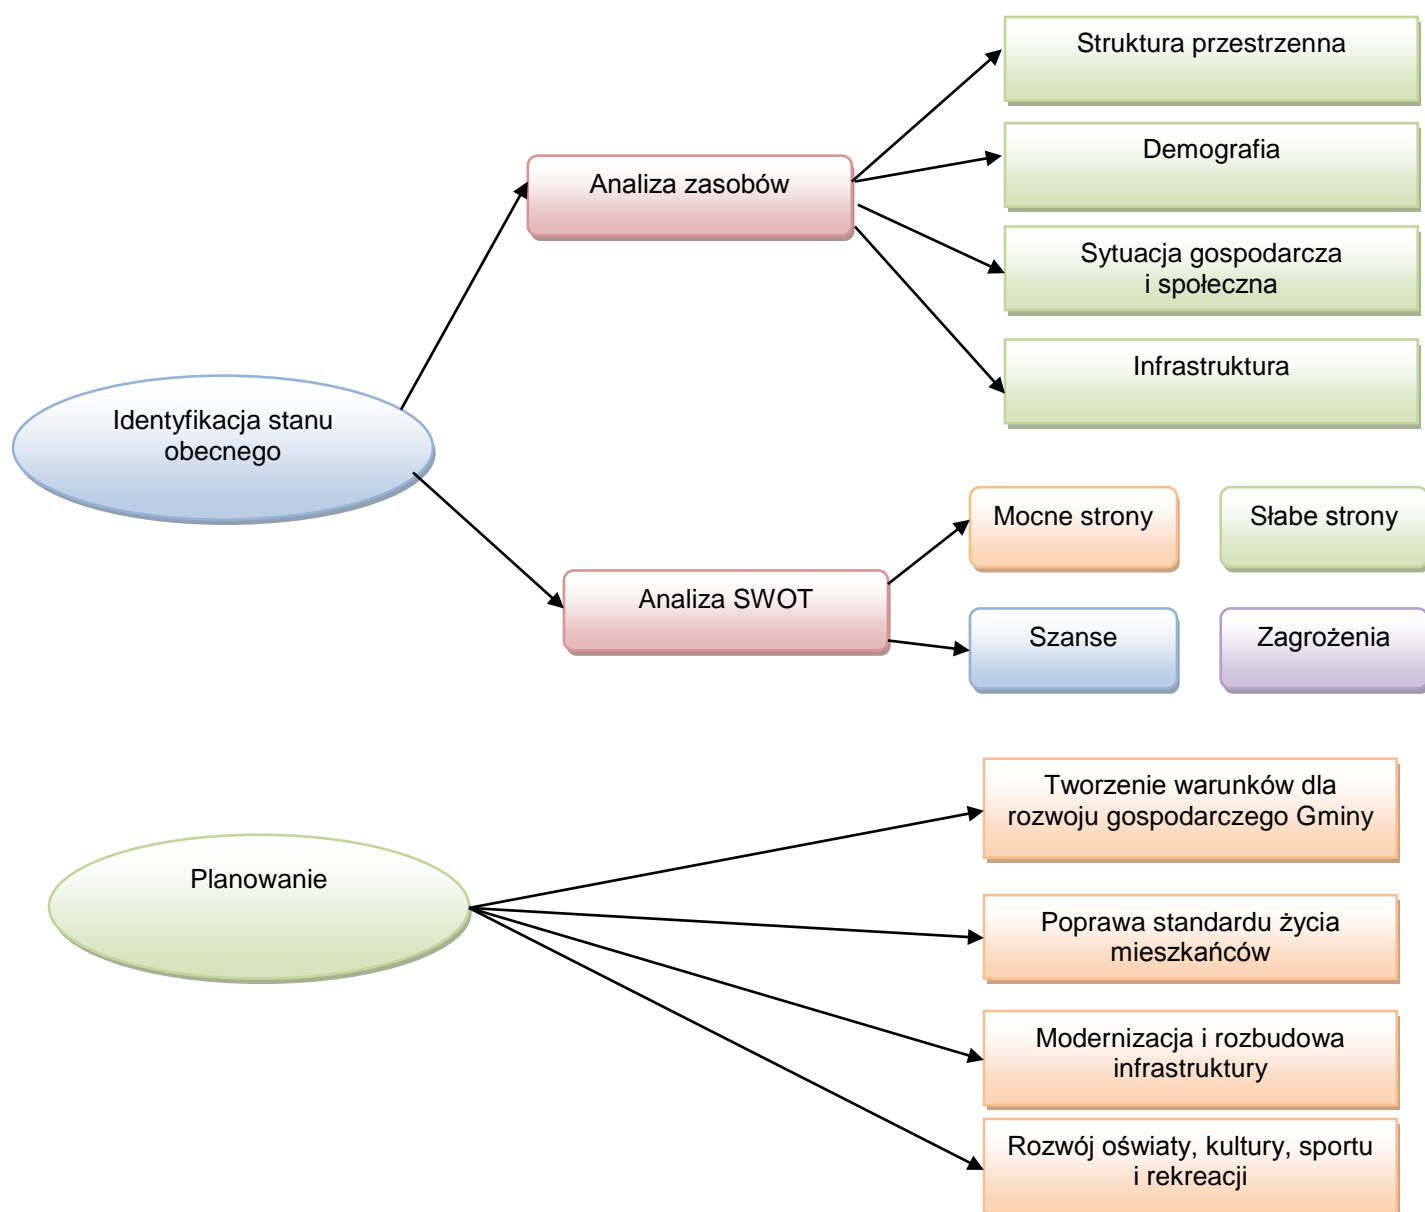 Struktura przestrzenna
Demografia
Analiza zasobów
Sytuacja gospodarcza
i społeczna
Infrastruktura
Identyfikacja stanu
obecnego
Mocne strony
Słabe strony
Analiza SWOT
Szanse
Zagrożenia
Tworzenie warunków dla
rozwoju gospodarczego Gminy
Planowanie
Poprawa standardu życia
mieszkańców
Modernizacja i rozbudowa
infrastruktury
Rozwój oświaty, kultury, sportu
i rekreacji